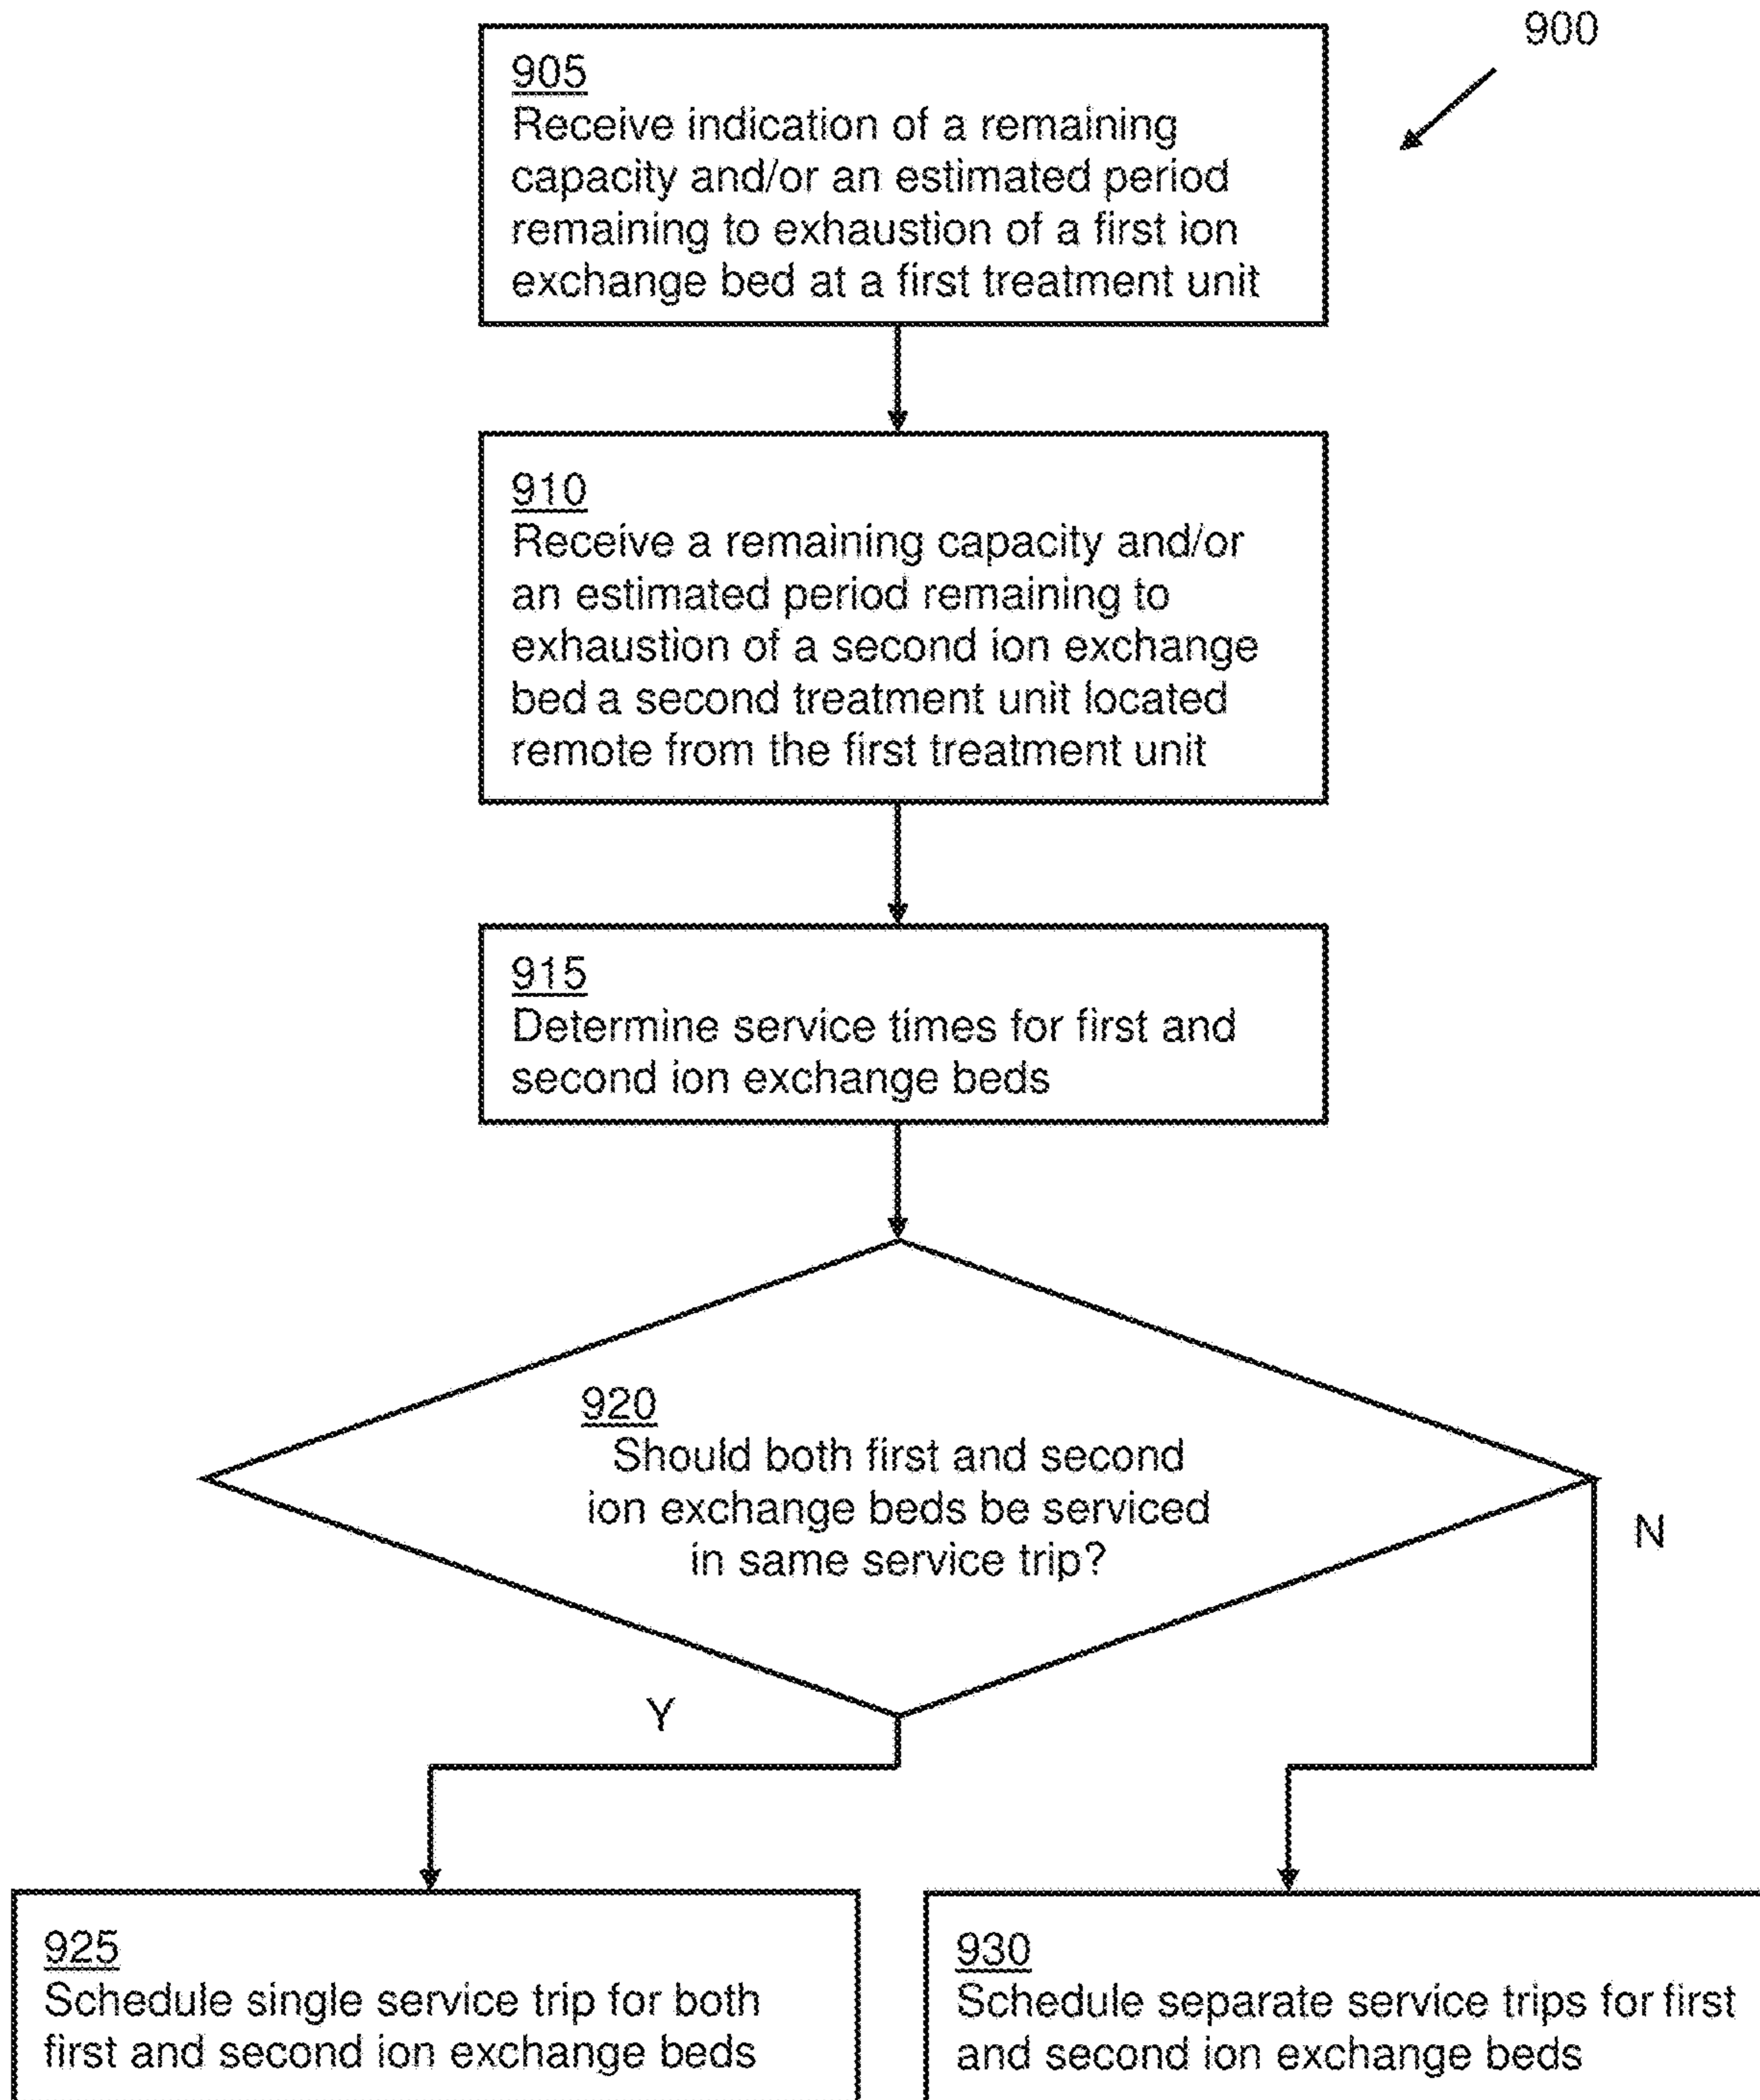 900
905
Receive indication of a remaining
capacity and/or an estimated period
remaining to exhaustion of a first ion
exchange bed at a first treatment unit
910
Receive a remaining capacity and/or
an estimated period remaining to
exhaustion of a second ion exchange
bed a second treatment unit located
remote from the first treatment unit
915
Determine service times for first and
second ion exchange beds
920
Should both first and second
ion exchange beds be serviced
in same service trip?
N
Y
925
Schedule single service trip for both
first and second ion exchange beds
930
Schedule separate service trips for first
and second ion exchange beds